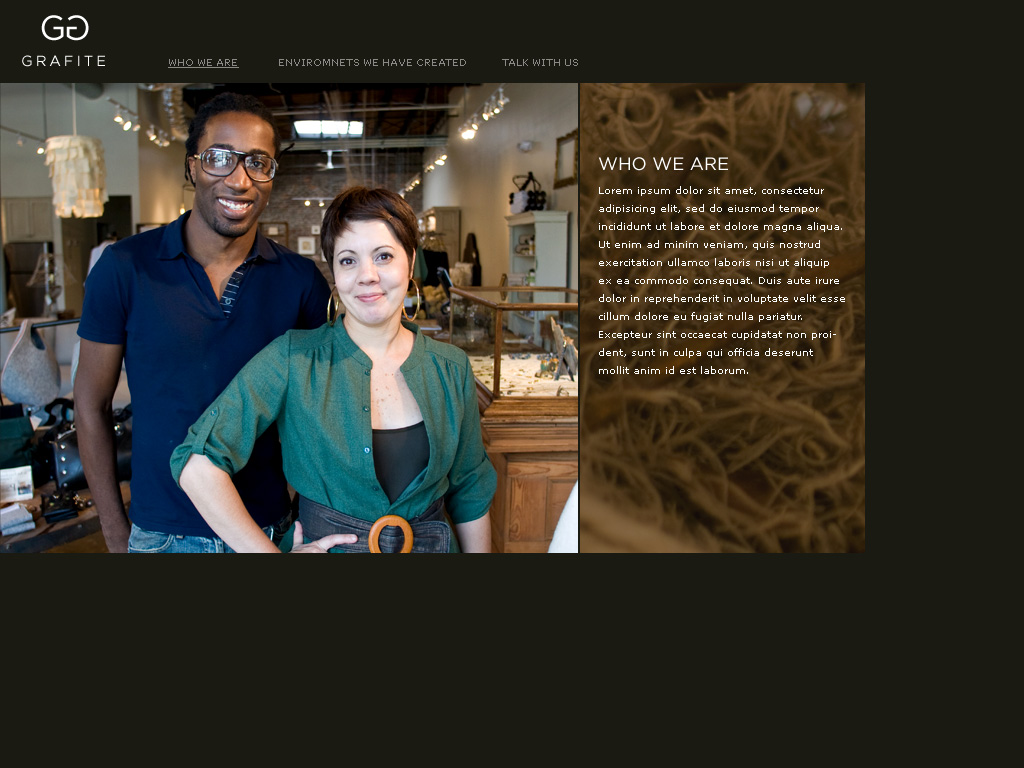 GG
GRAFITE
WHO WE ARE
ENVIROMNETS WE HAVE CREATED
TALK WITH US
WHO WE ARE
Lorem ipsum dolor sit amet, consectetur
adipisicing elit, sed do eiusmod tempor
incididunt ut labore et dolore magna aliqua.
Ut enim ad minim veniam, quis nostrud
exercitation ullamco laboris nisi ut aliquip
ex ea commodo consequat. Duis aute irure
dolor in reprehenderit in voluptate velit esse
cillum dolore eu fugiat nulla pariatur.
Excepteur sint occaecat cupidatat non proi-
dent, sunt in culpa qui officia deserunt
mollit anim id est laborum.